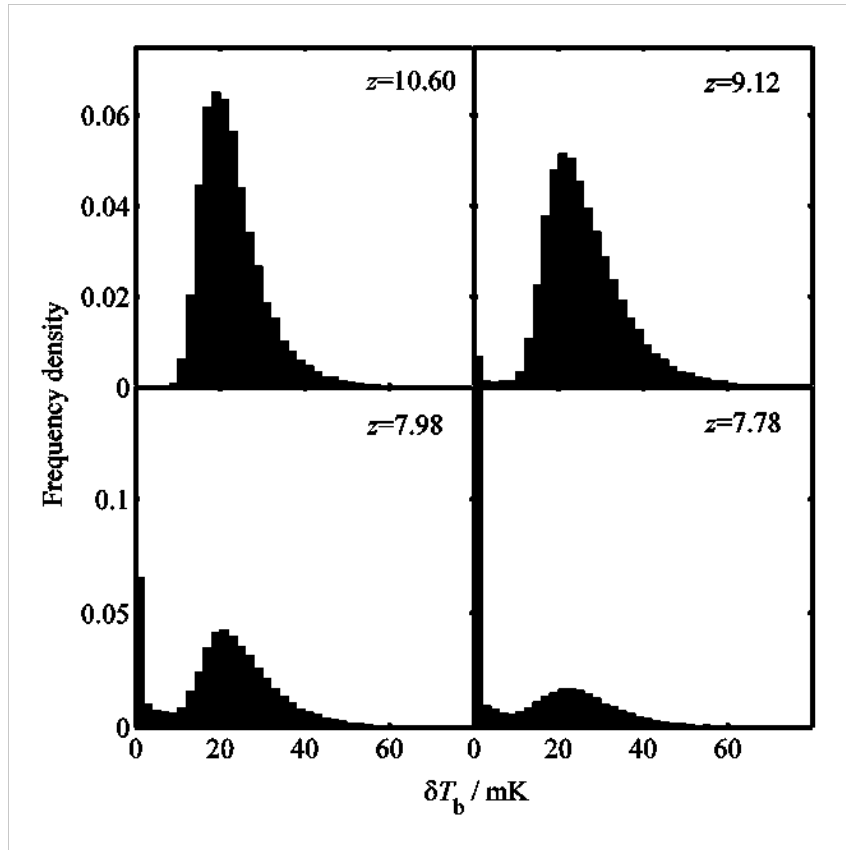 z=10.60
z=9.12
0.06
0.04
0.02
0
Frequency density
z=7.98
z=7.78
0.1
0.05
0
0 20 40 60 0 20 40 60
δTb / mK